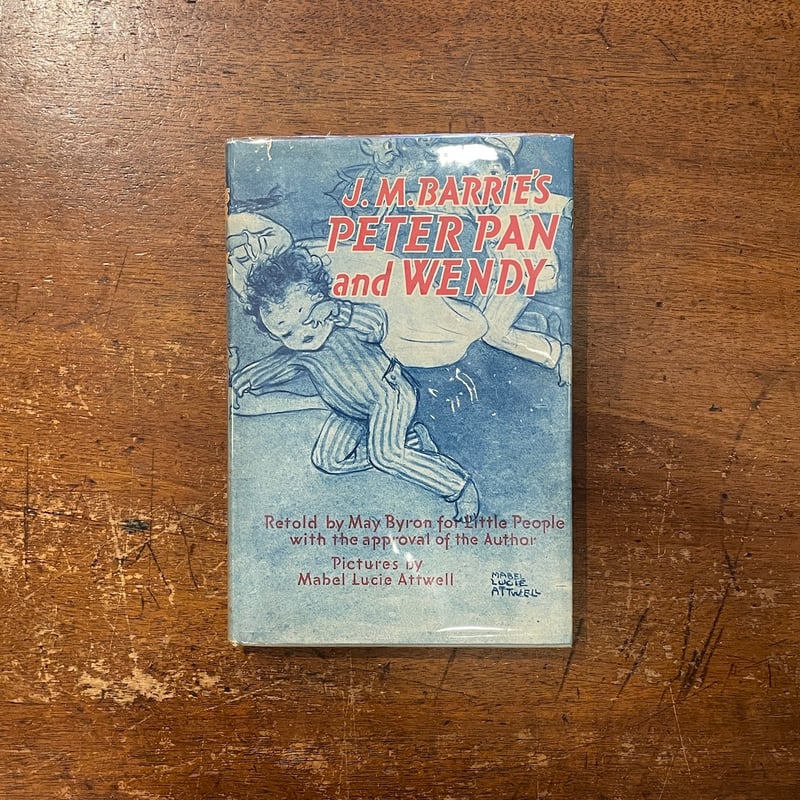 J. M. BARRIE'S
PETER PAN
and WENDY
Retold by May Byron for Little People
with the approval of the Author
Pictures by
Mabel Lucie Attwell
MABEL
LUCIE
ATTWELL